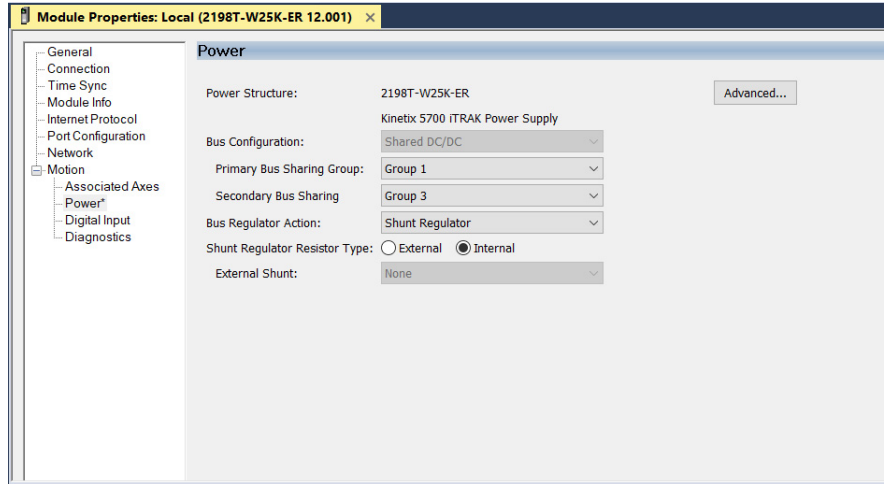 Module Properties: Local (2198T-W25K-ER 12.001) ×
General
Connection
Time Sync
Module Info
Internet Protocol
Port Configuration
Network
Motion
Associated Axes
Power*
Digital Input
Diagnostics
Power
Power Structure: 2198T-W25K-ER Advanced...
Kinetix 5700 iTRAK Power Supply
Bus Configuration: Shared DC/DC
Primary Bus Sharing Group: Group 1
Secondary Bus Sharing Group 3
Bus Regulator Action: Shunt Regulator
Shunt Regulator Resistor Type: External Internal
External Shunt: None